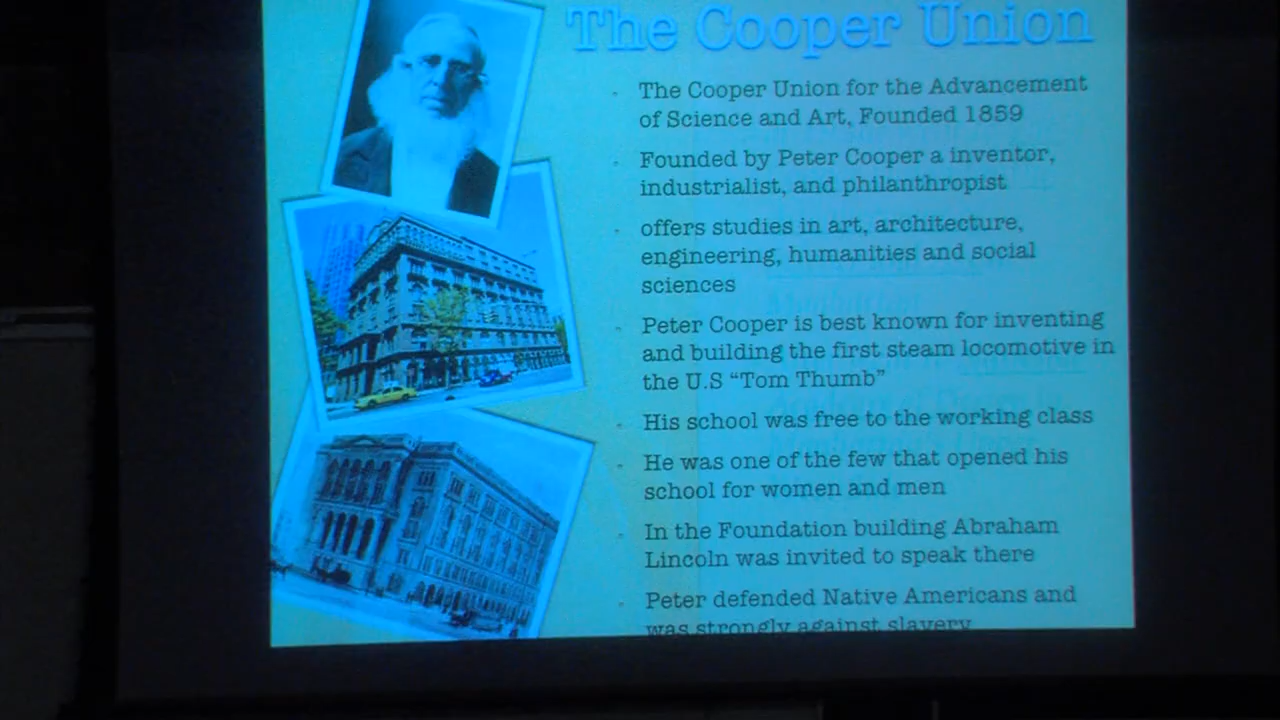 The Cooper Union
The Cooper Union for the Advancement
of Science and Art, Founded 1859
Founded by Peter Cooper a inventor,
industrialist, and philanthropist
offers studies in art, architecture,
engineering, humanities and social
sciences
Peter Cooper is best known for inventing
and building the first steam locomotive in
the U.S “Tom Thumb”
His school was free to the working class
He was one of the few that opened his
school for women and men
In the Foundation building Abraham
Lincoln was invited to speak there
Peter defended Native Americans and
was strongly against slavery